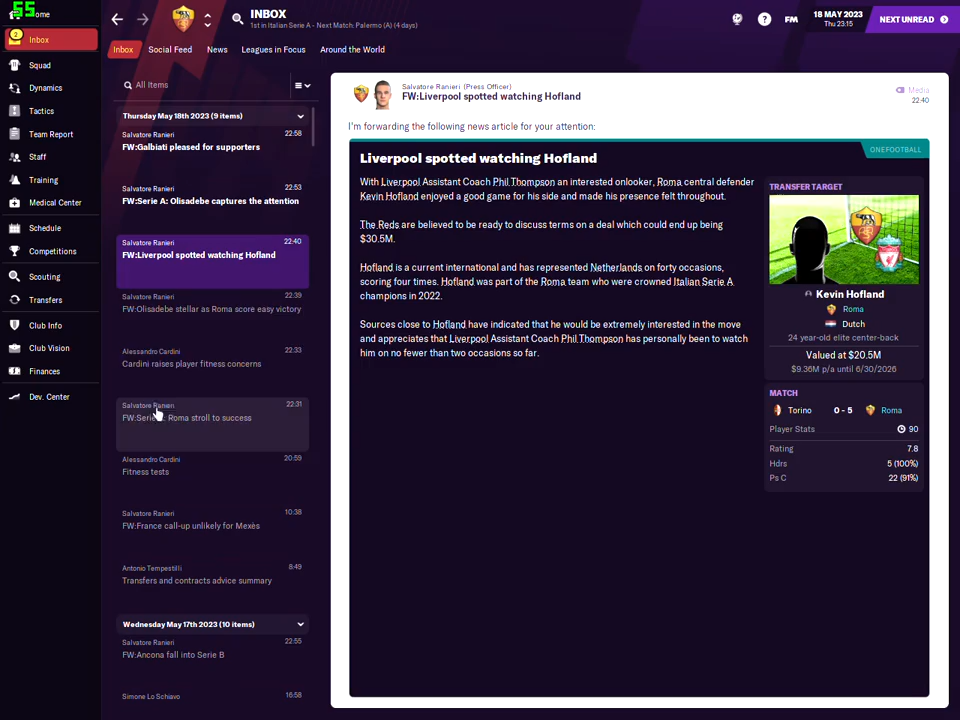 55
ome
INBOX
1st in Italian Serie A - Next Match: Palermo (A) (4 days)
FM
18 MAY 2023
Thu 23:15
NEXT UNREAD
2
Inbox
Squad
Dynamics
Tactics
Team Report
Staff
Training
Medical Center
Schedule
Competitions
Scouting
Transfers
Club Info
Club Vision
Finances
Dev. Center
Inbox
Social Feed
News
Leagues in Focus
Around the World
All Items
Thursday May 18th 2023 (9 items)
Salvatore Ranieri 22:58
FW:Galbiati pleased for supporters
Salvatore Ranieri 22:53
FW:Serie A: Olisadebe captures the attention
Salvatore Ranieri 22:40
FW:Liverpool spotted watching Hofland
Salvatore Ranieri 22:39
FW:Olisadebe stellar as Roma score easy victory
Alessandro Cardini 22:33
Cardini raises player fitness concerns
Salvatore Ranieri 22:31
FW:Serie Roma stroll to success
Alessandro Cardini 20:59
Fitness tests
Salvatore Ranieri 10:38
FW:France call-up unlikely for Mexès
Antonio Tempestilli 8:49
Transfers and contracts advice summary
Wednesday May 17th 2023 (10 items)
Salvatore Ranieri 22:55
FW:Ancona fall into Serie B
Simone Lo Schiavo 16:58
Salvatore Ranieri (Press Officer)
FW:Liverpool spotted watching Hofland
Media
22:40
I'm forwarding the following news article for your attention:
ONEFOOTBALL
Liverpool spotted watching Hofland
With Liverpool Assistant Coach Phil Thompson an interested onlooker, Roma central defender
Kevin Hofland enjoyed a good game for his side and made his presence felt throughout.
The Reds are believed to be ready to discuss terms on a deal which could end up being
$30.5M.
Hofland is a current international and has represented Netherlands on forty occasions,
scoring four times. Hofland was part of the Roma team who were crowned Italian Serie A
champions in 2022.
Sources close to Hofland have indicated that he would be extremely interested in the move
and appreciates that Liverpool Assistant Coach Phil Thompson has personally been to watch
him on no fewer than two occasions so far.
TRANSFER TARGET
Kevin Hofland
Roma
Dutch
24 year-old elite center-back
Valued at $20.5M
$9.36M p/a until 6/30/2026
MATCH
Torino 0 - 5 Roma
Player Stats 90
Rating 7.8
Hdrs 5 (100%)
Ps C 22 (91%)